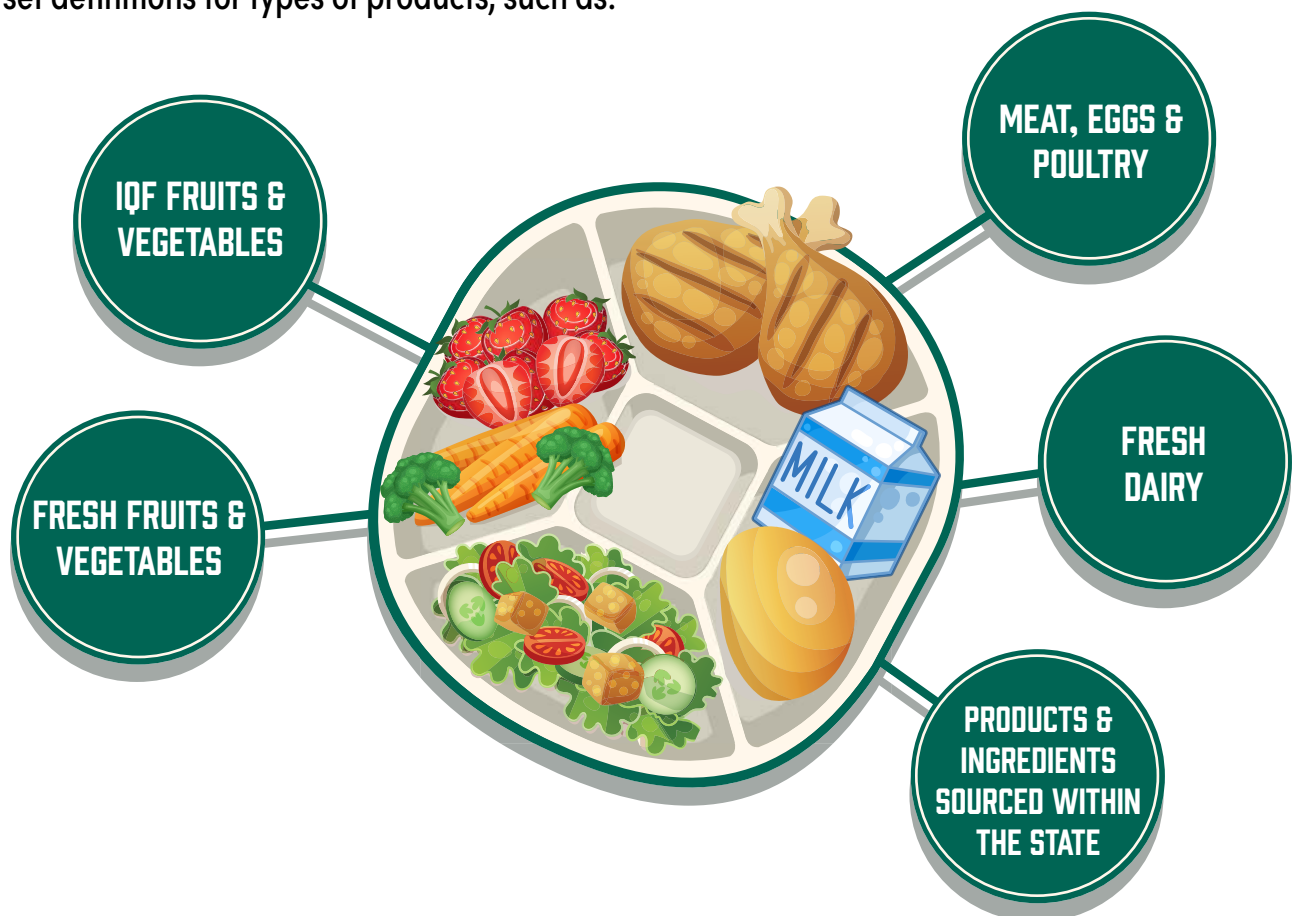 set definitions for types of products, such as:
IQF FRUITS &
VEGETABLES
FRESH FRUITS &
VEGETABLES
MEAT, EGGS &
POULTRY
FRESH
DAIRY
PRODUCTS &
INGREDIENTS
SOURCED WITHIN
THE STATE
MILK